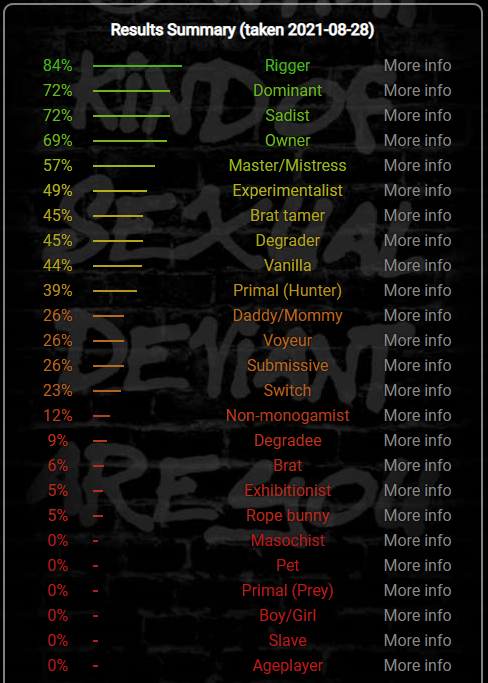 Results Summary (taken 2021-08-28)
84% Rigger More info
72% Dominant More info
72% Sadist More info
69% Owner More info
57% Master/Mistress More info
49% Experimentalist More info
45% Brat tamer More info
45% Degrader More info
44% Vanilla More info
39% Primal (Hunter) More info
26% Daddy/Mommy More info
26% Voyeur More info
26% Submissive More info
23% Switch More info
12% Non-monogamist More info
9% Degradee More info
6% Brat More info
5% Exhibitionist More info
5% Rope bunny More info
0% Masochist More info
0% Pet More info
0% Primal (Prey) More info
0% Boy/Girl More info
0% Slave More info
0% Ageplayer More info
KIND OF
SEXUAL
DEVIANT
ARE YOU